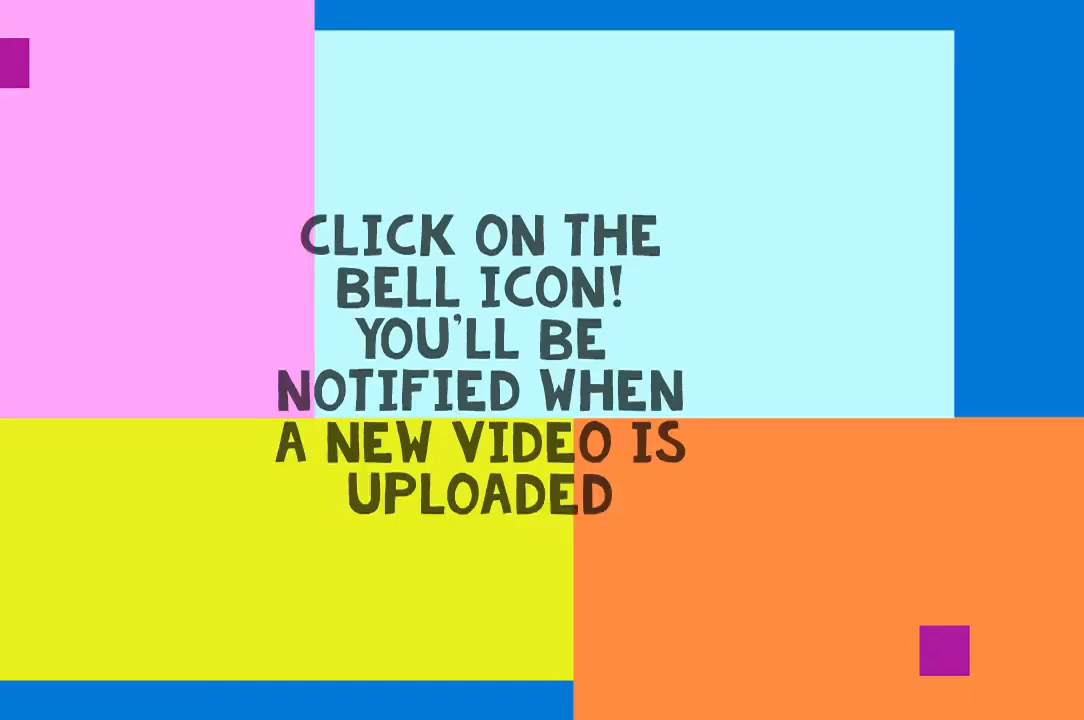 CLICK ON THE
BELL ICON!
YOU'LL BE
NOTIFIED WHEN
A NEW VIDEO IS
UPLOADED